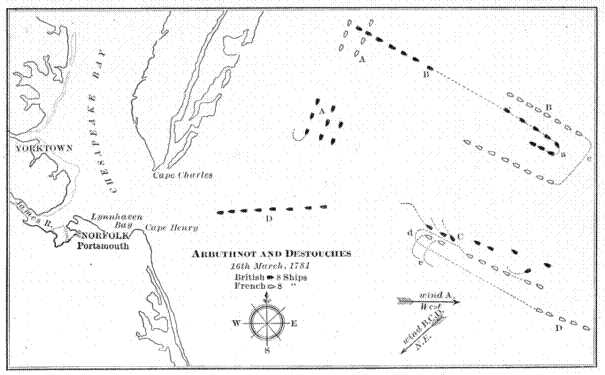 CHESAPEAKE BAY
YORKTOWN
Cape Charles
James R.
Lynnhaven
Bay
Cape Henry
NORFOLK
Portsmouth
A
B
A
B
a
c
D
d
C
e
D
ARBUTHNOT AND DESTOUCHES
16th March, 1781
British 8 Ships
French 8 "
W E
S
wind A.
West
wind B.C.D.
N.E.